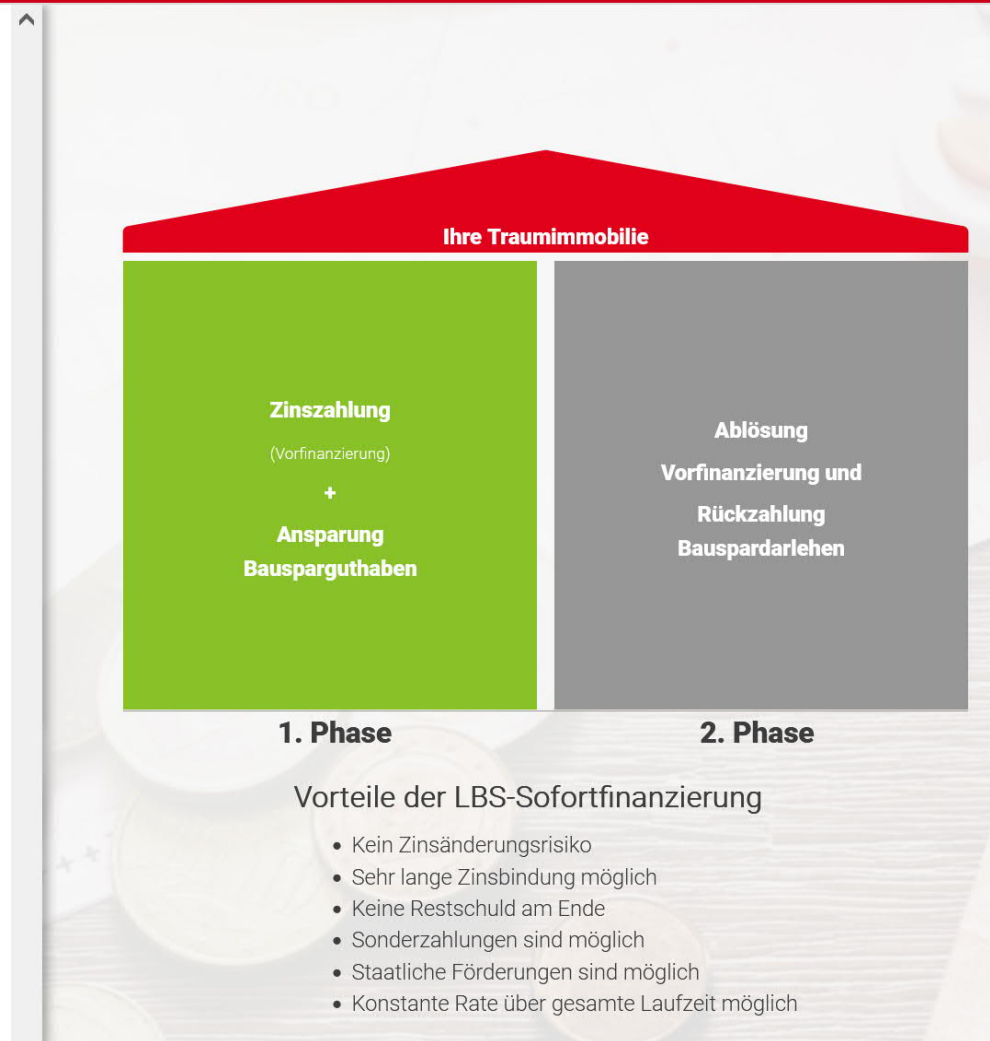 Ihre Traumimmobilie
Zinszahlung
(Vorfinanzierung)
+
Ansparung
Bausparguthaben
Ablösung
Vorfinanzierung und
Rückzahlung
Bauspardarlehen
1. Phase
2. Phase
Vorteile der LBS-Sofortfinanzierung
• Kein Zinsänderungsrisiko
• Sehr lange Zinsbindung möglich
• Keine Restschuld am Ende
• Sonderzahlungen sind möglich
• Staatliche Förderungen sind möglich
• Konstante Rate über gesamte Laufzeit möglich